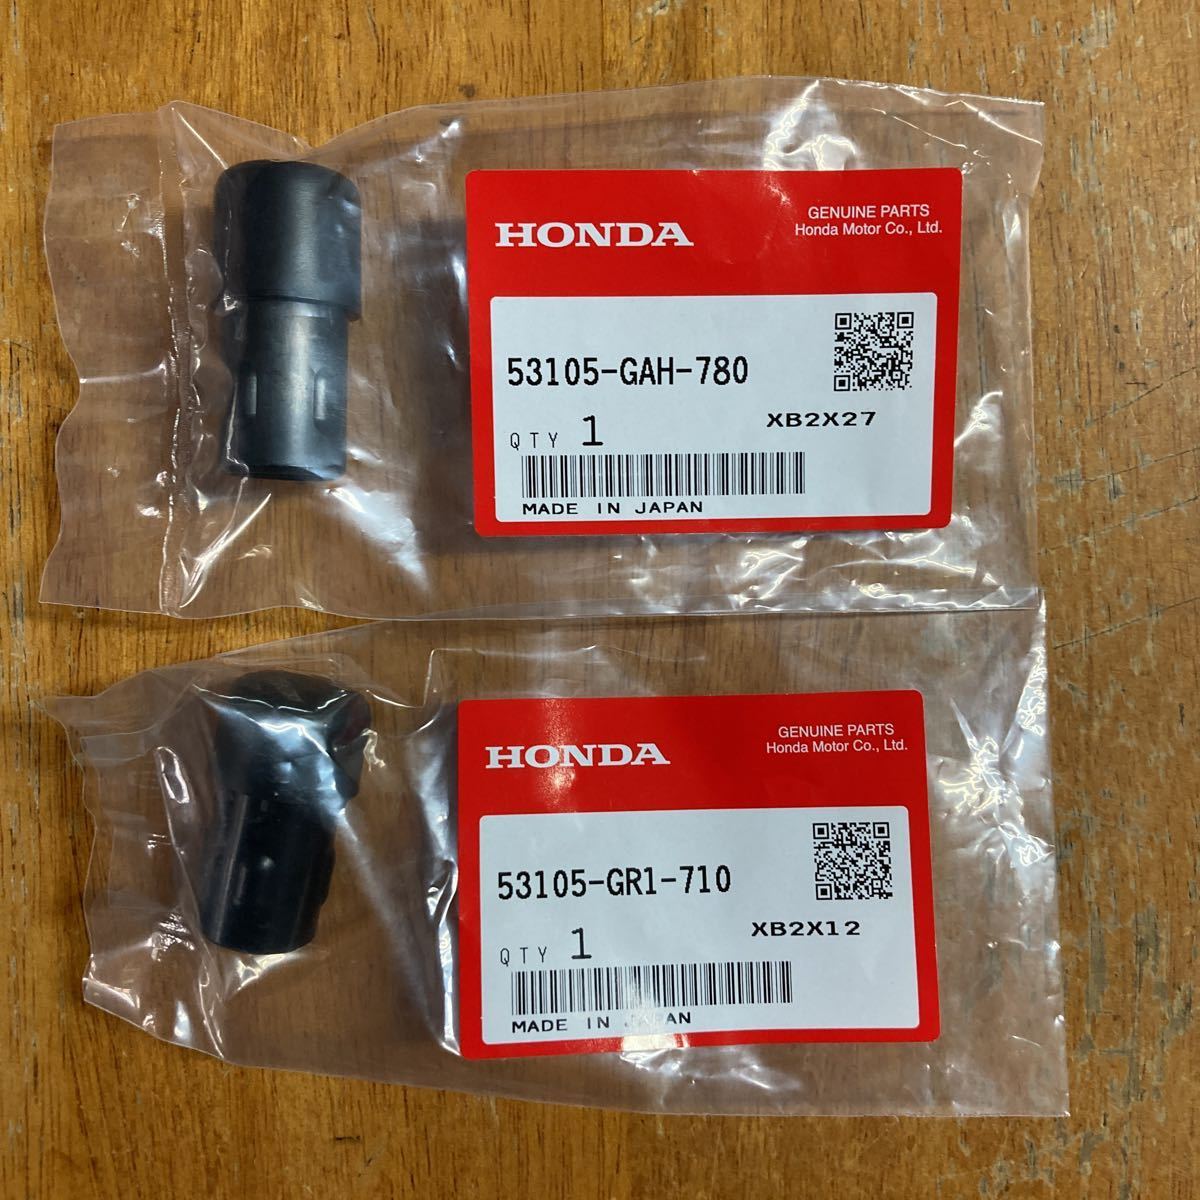 HONDA
GENUINE PARTS
Honda Motor Co., Ltd.
53105-GAH-780
QTY 1
XB2X27
MADE IN JAPAN
HONDA
GENUINE PARTS
Honda Motor Co., Ltd.
53105-GR1-710
QTY 1
XB2X12
MADE IN JAPAN